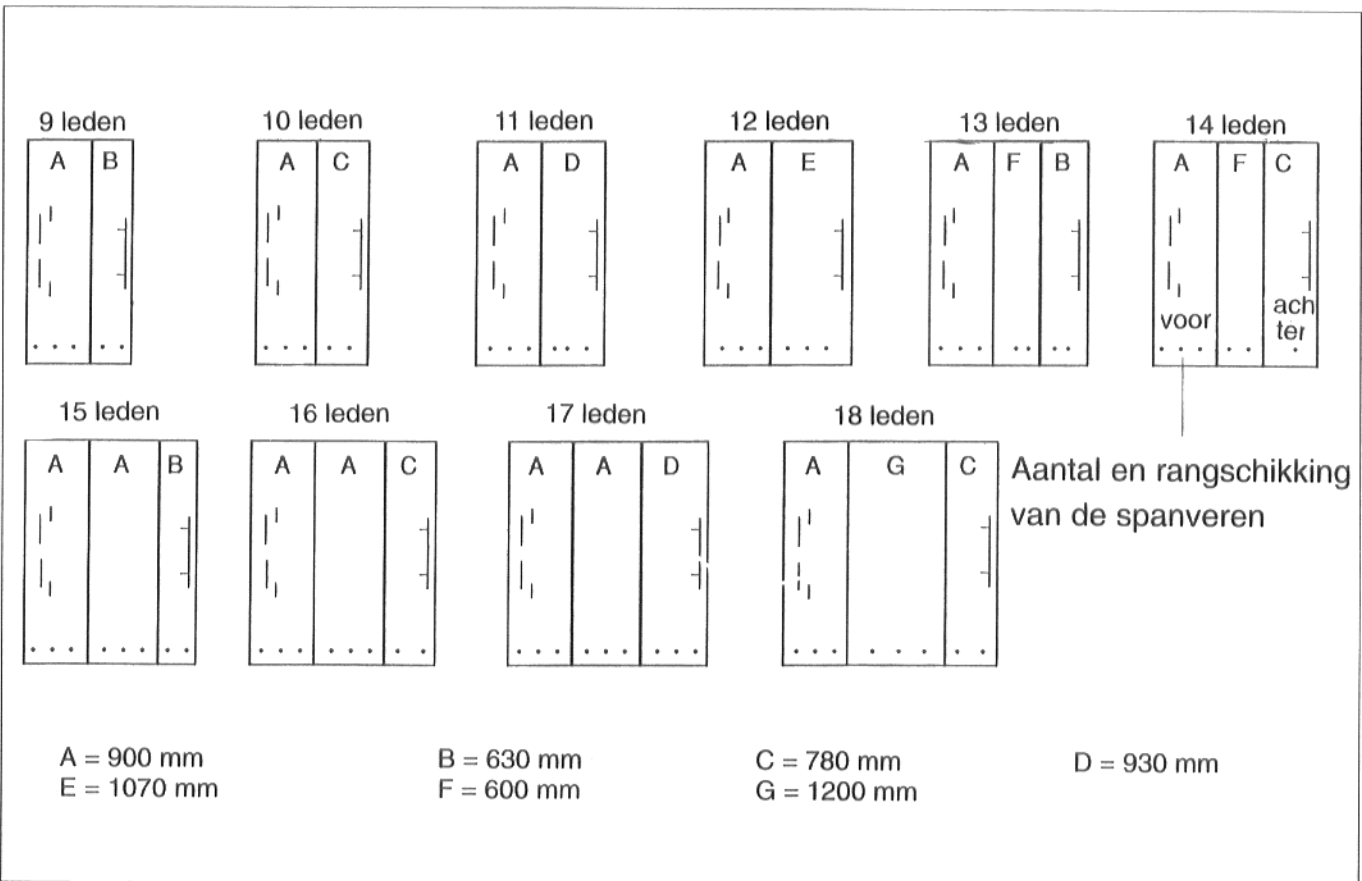 9 leden 10 leden 11 leden 12 leden 13 leden 14 leden
A B A C A D A E A F B A F C
voor ach
ter
15 leden 16 leden 17 leden 18 leden
A A B A A C A A D A G C
Aantal en rangschikking
van de spanveren
A = 900 mm B = 630 mm C = 780 mm D = 930 mm
E = 1070 mm F = 600 mm G = 1200 mm